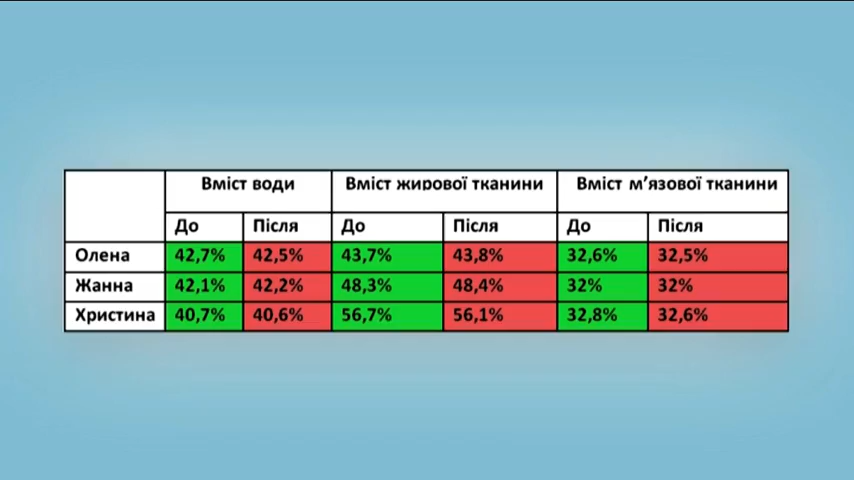 Вміст води Вміст жирової тканини Вміст м’язової тканини
До Після До Після До Після
Олена 42,7% 42,5% 43,7% 43,8% 32,6% 32,5%
Жанна 42,1% 42,2% 48,3% 48,4% 32% 32%
Христина 40,7% 40,6% 56,7% 56,1% 32,8% 32,6%